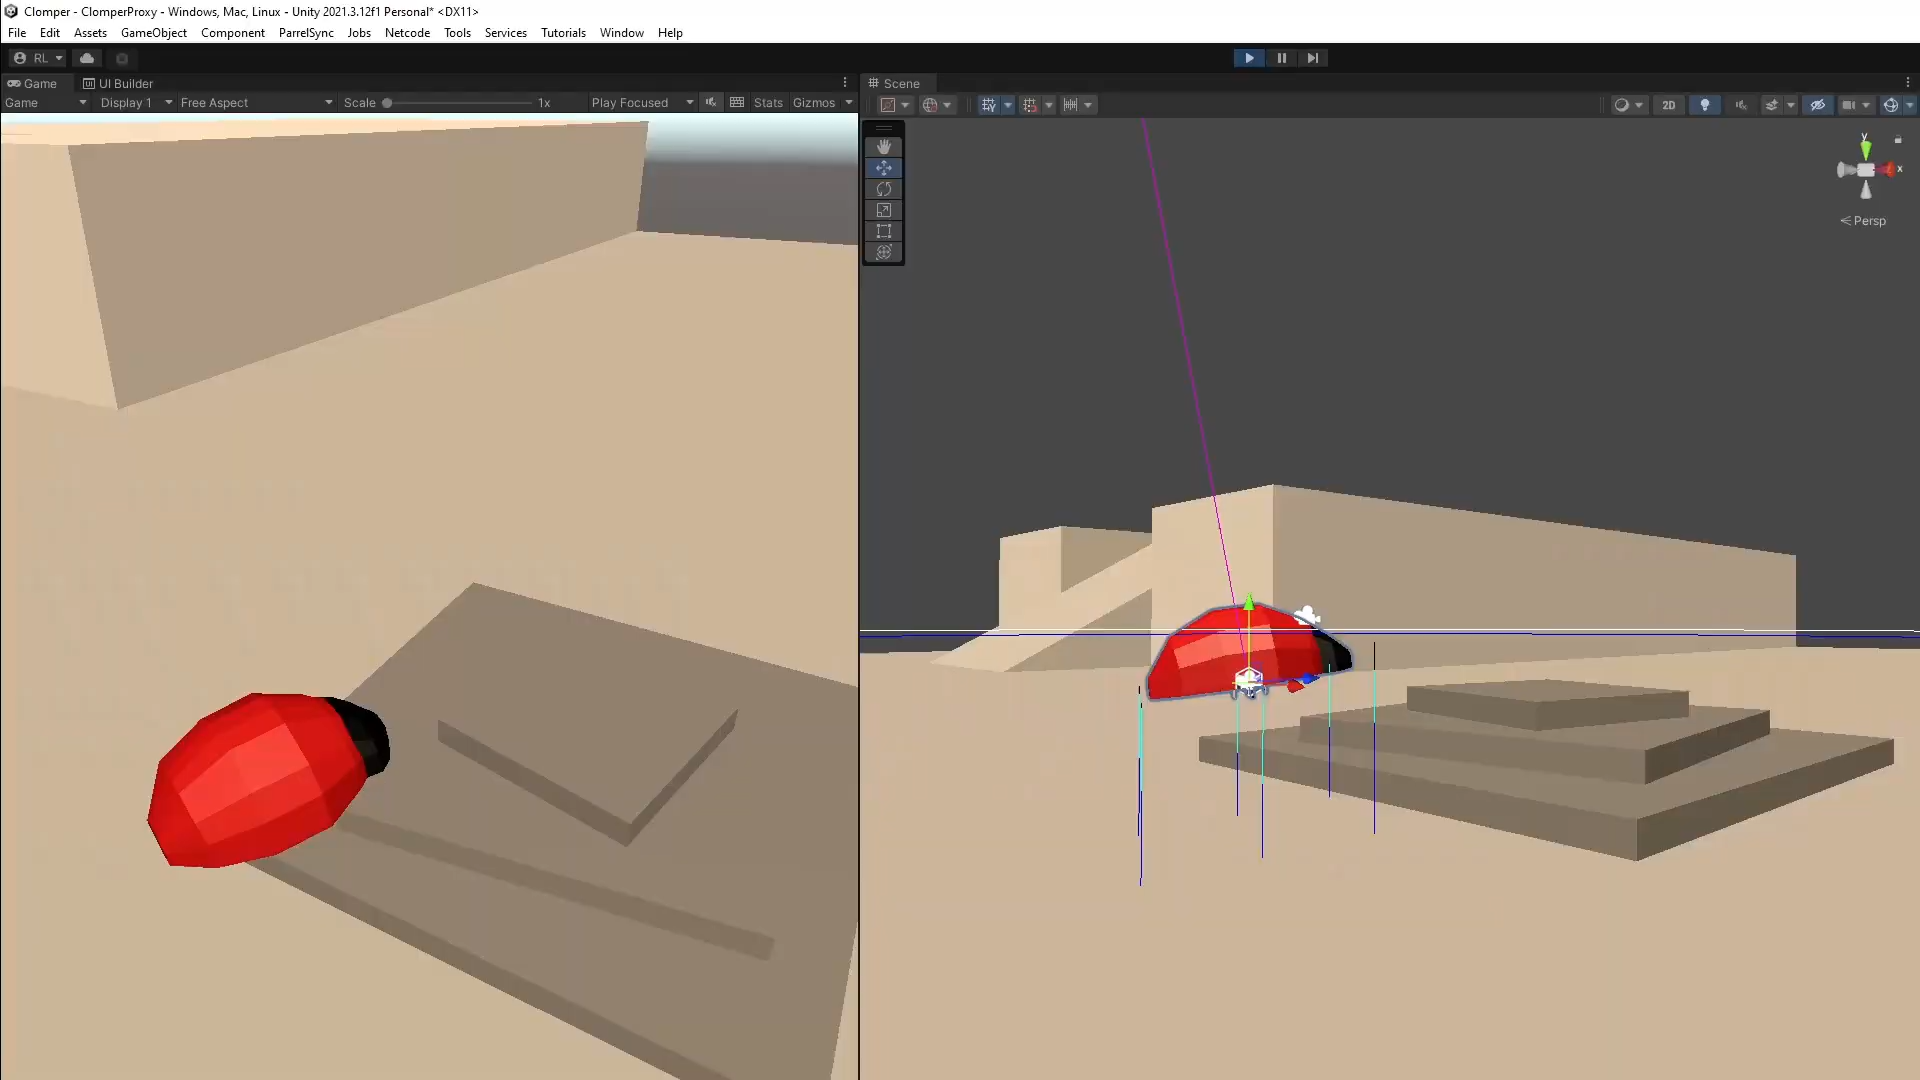 Clomper - ClomperProxy - Windows, Mac, Linux - Unity 2021.3.12f1 Personal* <DX11>
File Edit Assets GameObject Component ParrelSync Jobs Netcode Tools Services Tutorials Window Help
RL
Game UI Builder
Scene
Game Display 1 Free Aspect Scale 1x Play Focused Stats Gizmos
2D
y
x
< Persp